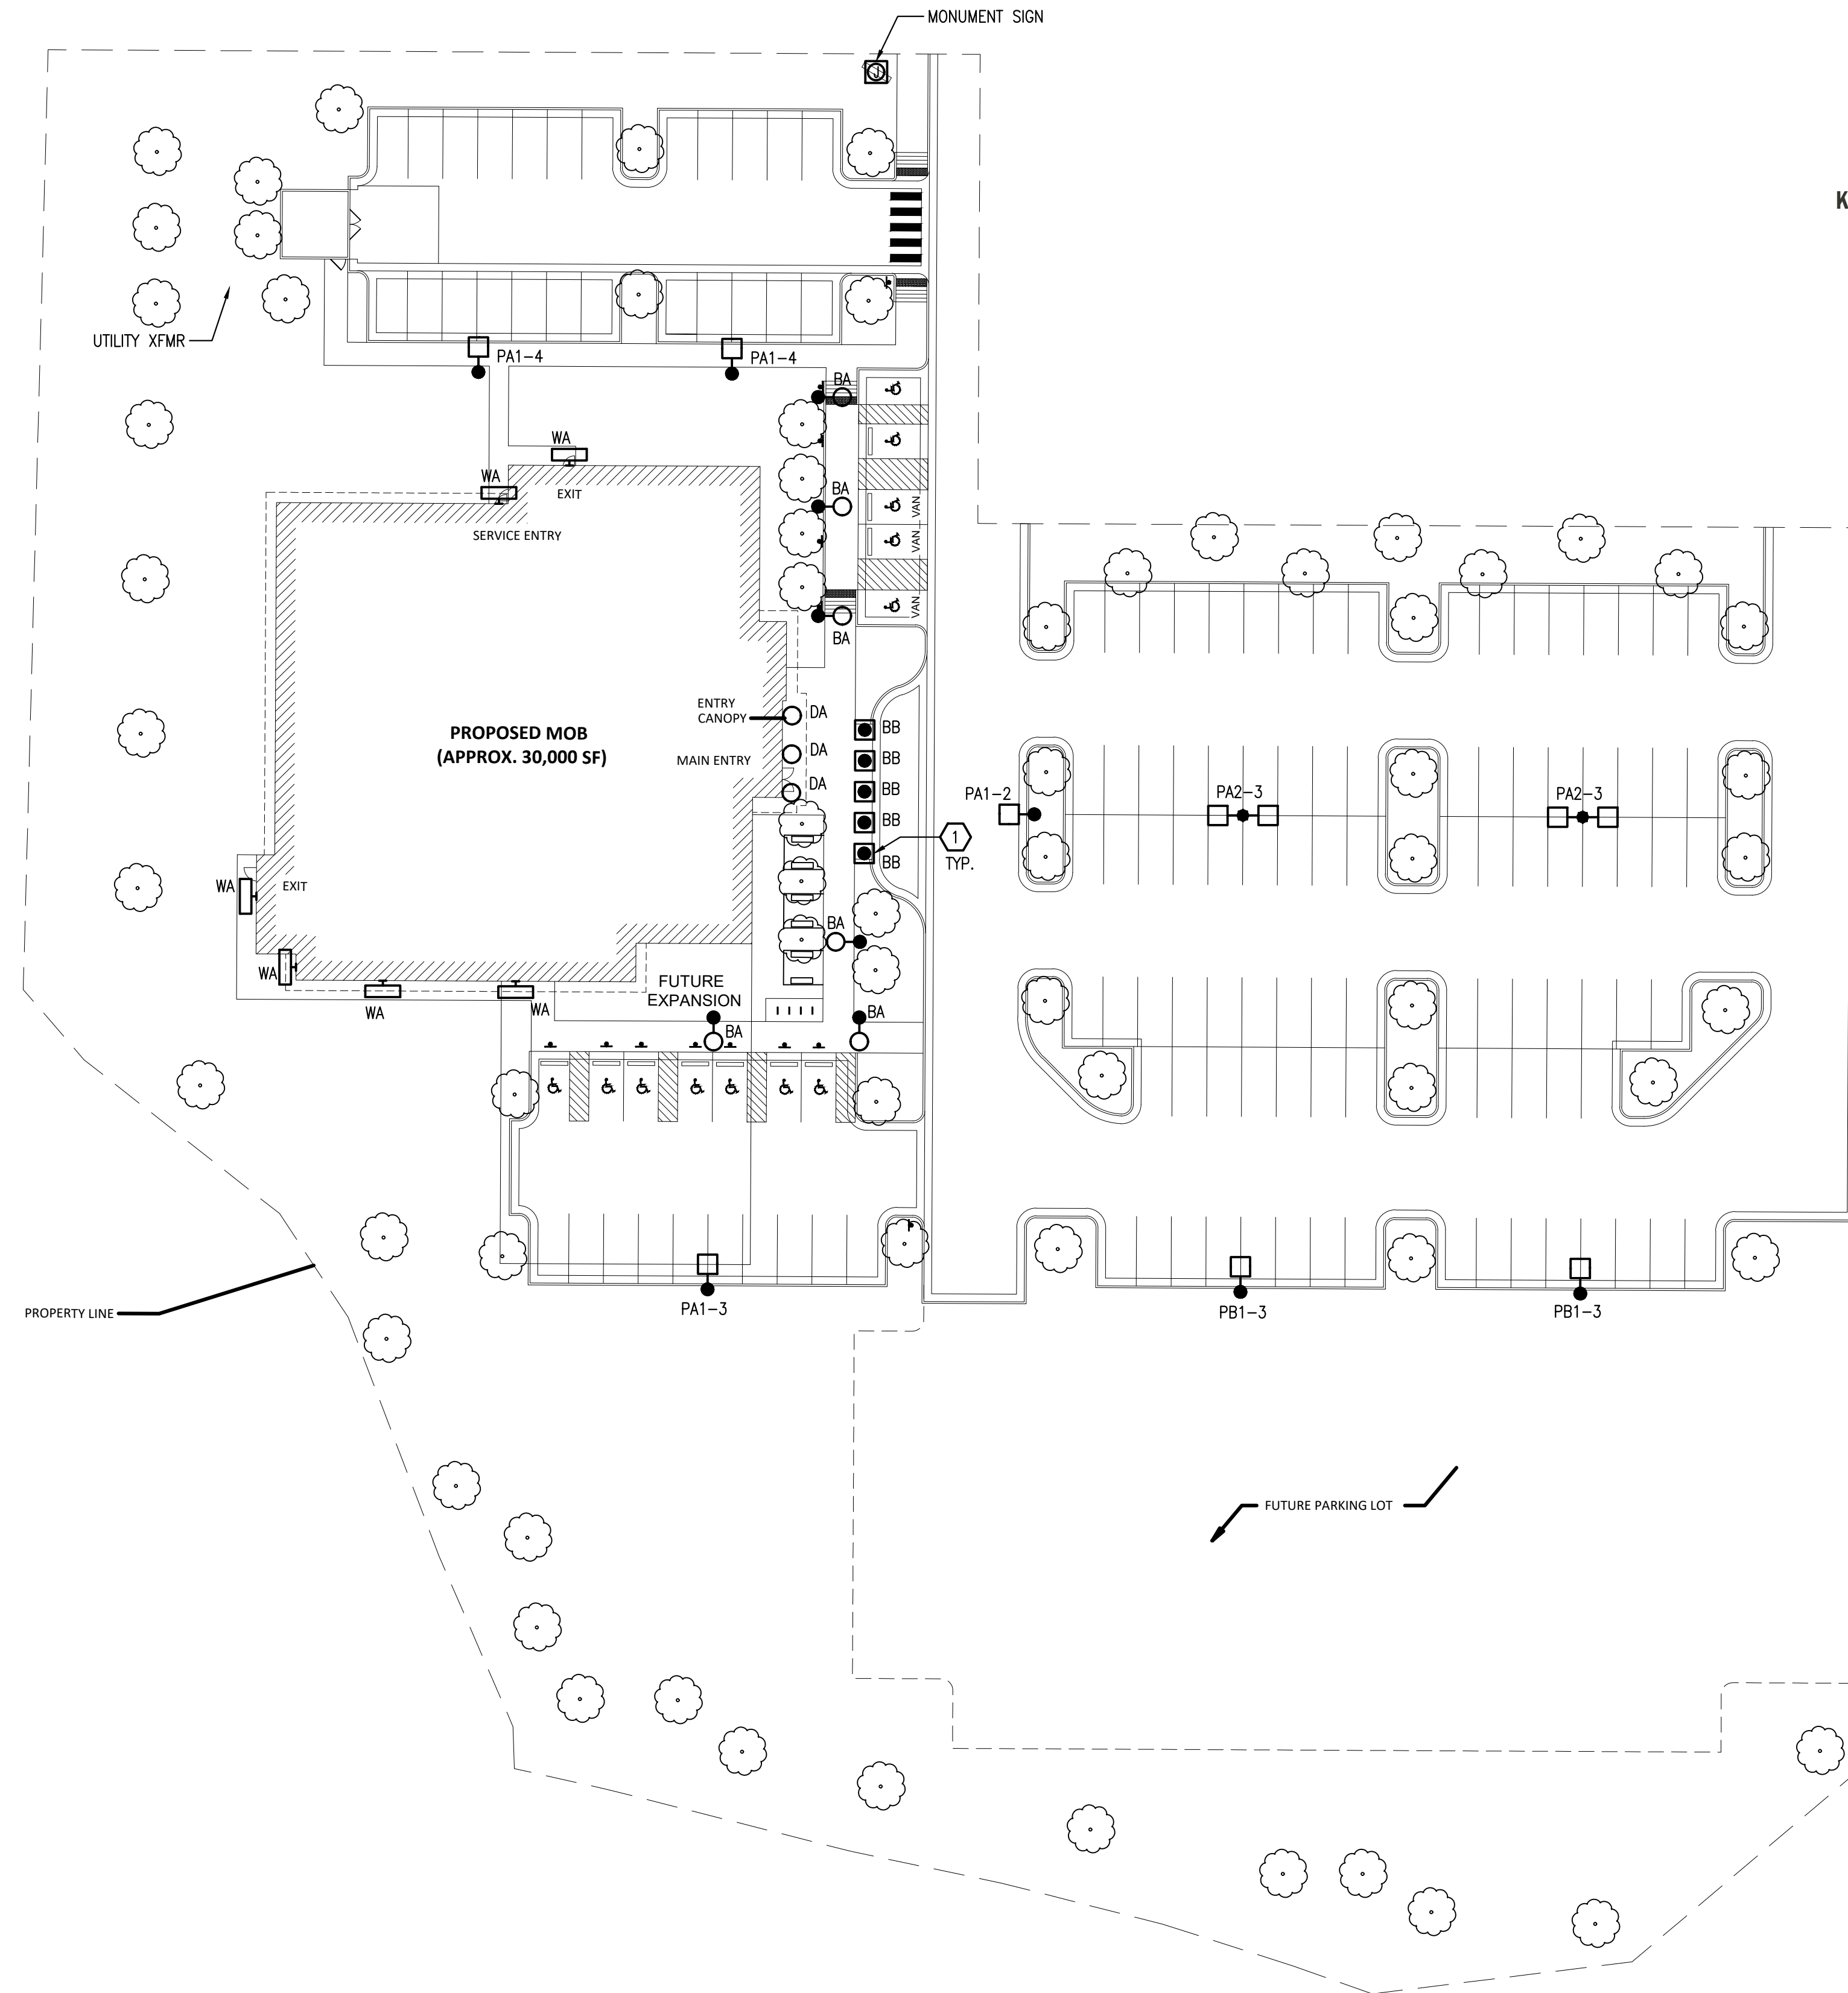 MONUMENT SIGN
J
K
UTILITY XFMR
PA1-4
PA1-4
BA
WA
WA
EXIT
BA
VAN
SERVICE ENTRY
VAN
VAN
BA
ENTRY
CANOPY
DA
PROPOSED MOB
(APPROX. 30,000 SF)
BB
DA
MAIN ENTRY
BB
DA
BB
PA1-2
PA2-3
PA2-3
BB
1
BB
TYP.
WA
EXIT
BA
WA
FUTURE
EXPANSION
WA
WA
BA
BA
PA1-3
PROPERTY LINE
PB1-3
PB1-3
FUTURE PARKING LOT